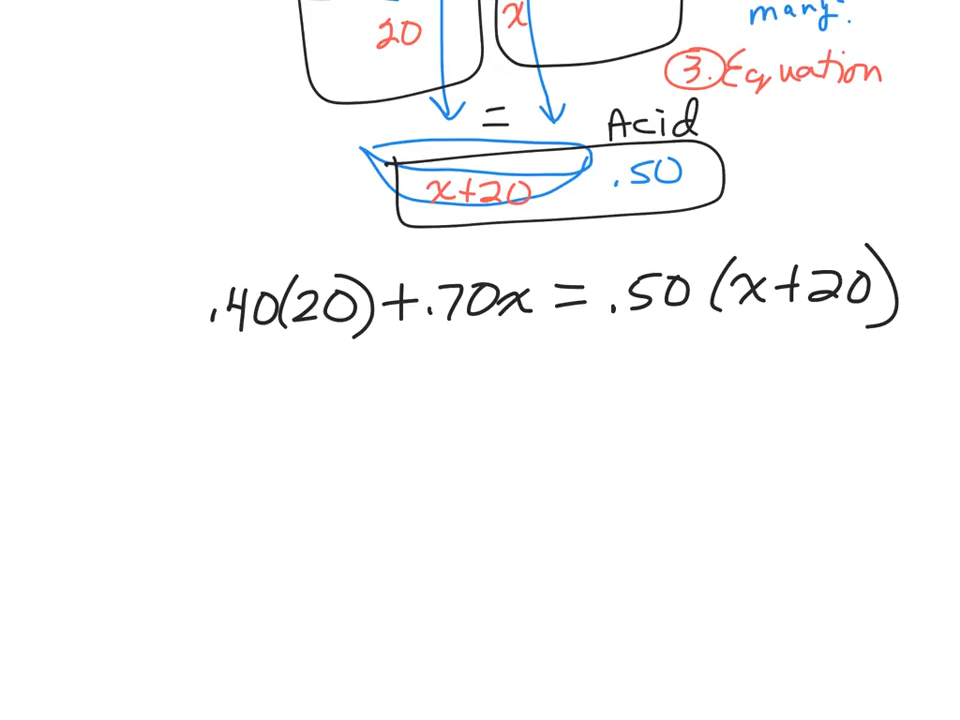 20 x many.
3. Equation
= Acid
x+20 .50
.40(20)+.70x = .50(x+20)